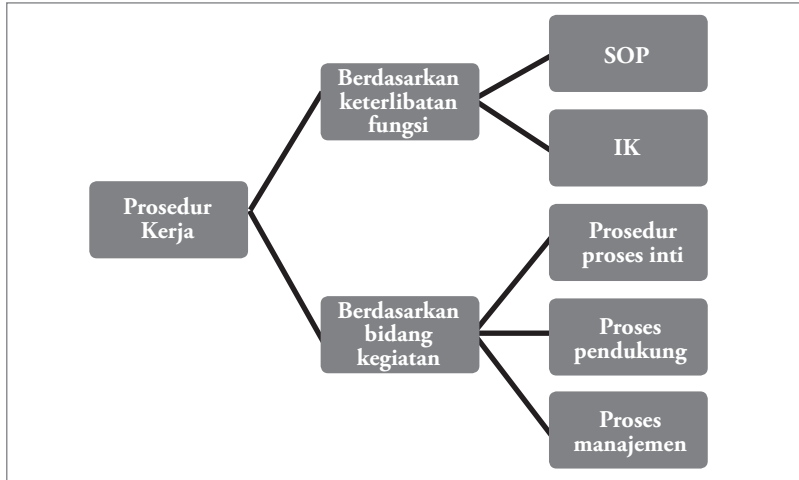 Prosedur
Kerja
Berdasarkan
keterlibatan
fungsi
SOP
IK
Berdasarkan
bidang
kegiatan
Prosedur
proses inti
Proses
pendukung
Proses
manajemen